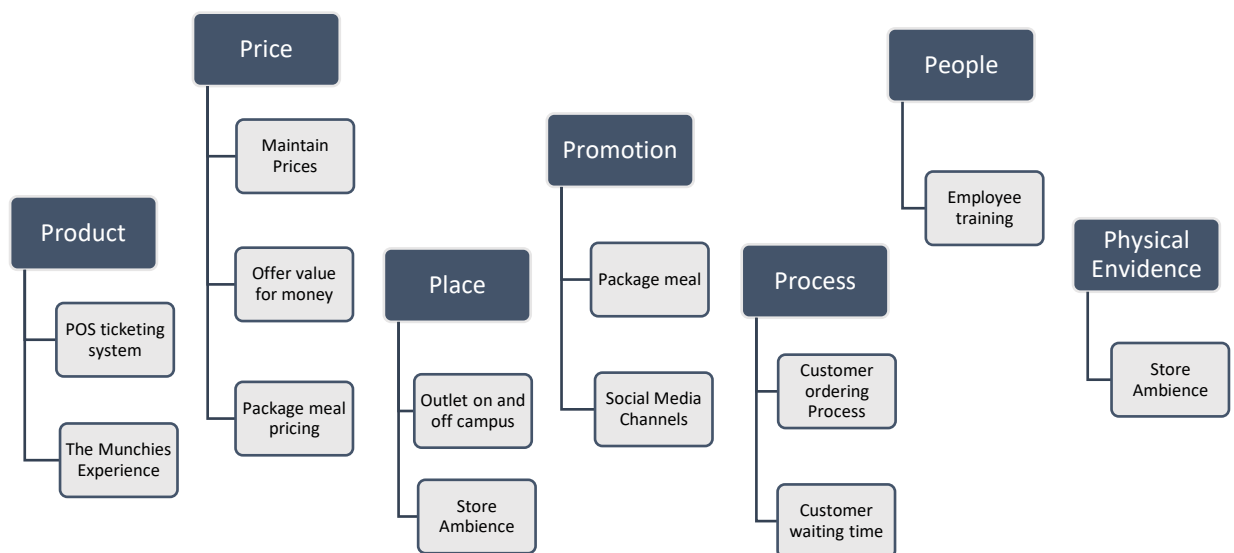 Product
POS ticketing
system
The Munchies
Experience
Price
Maintain
Prices
Offer value
for money
Package meal
pricing
Place
Outlet on and
off campus
Store
Ambience
Promotion
Package meal
Social Media
Channels
Process
Customer
ordering
Process
Customer
waiting time
People
Employee
training
Physical
Envidence
Store
Ambience